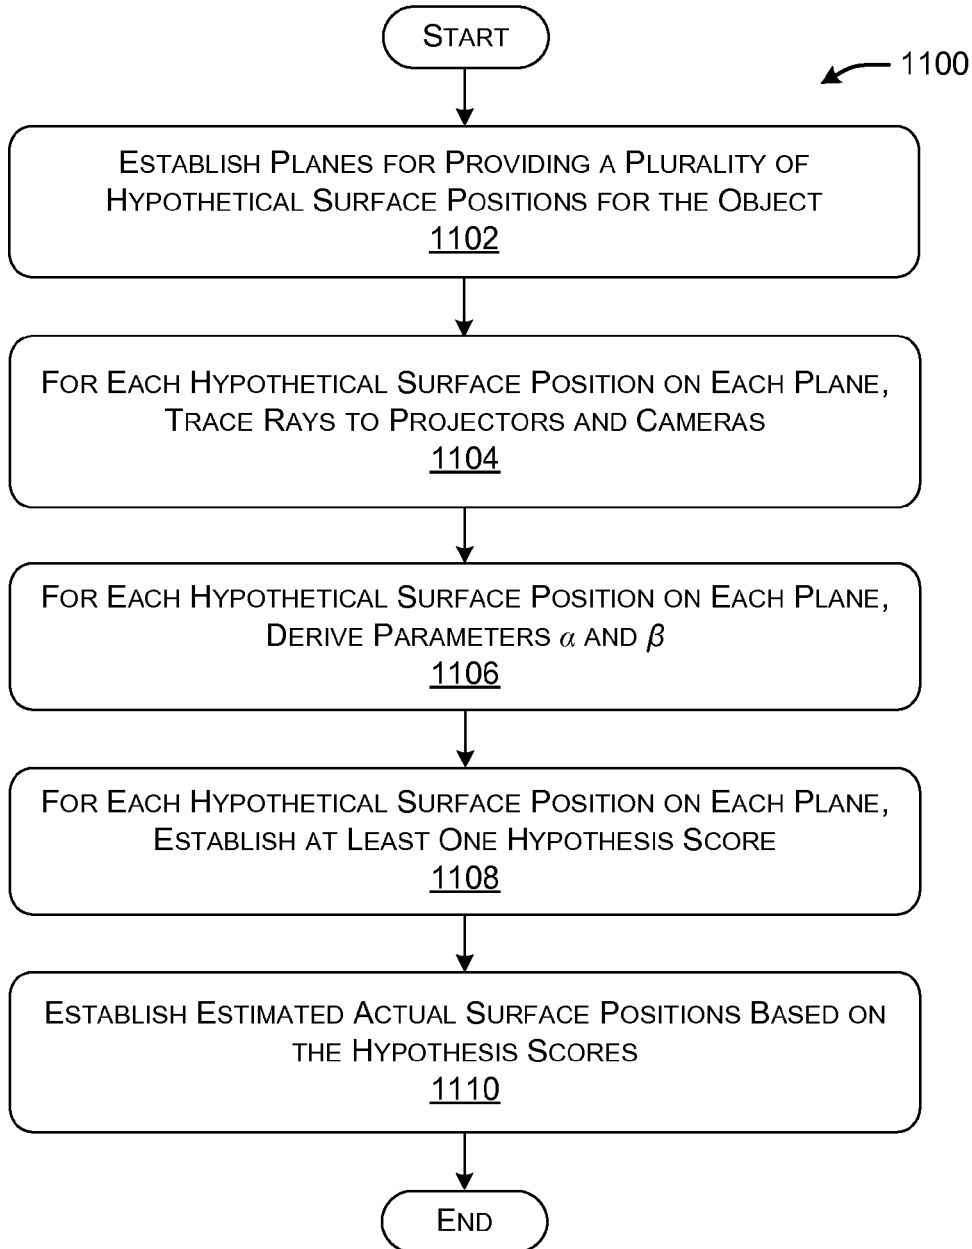 START
1100
ESTABLISH PLANES FOR PROVIDING A PLURALITY OF
HYPOTHETICAL SURFACE POSITIONS FOR THE OBJECT
1102
FOR EACH HYPOTHETICAL SURFACE POSITION ON EACH PLANE,
TRACE RAYS TO PROJECTORS AND CAMERAS
1104
FOR EACH HYPOTHETICAL SURFACE POSITION ON EACH PLANE,
DERIVE PARAMETERS α AND β
1106
FOR EACH HYPOTHETICAL SURFACE POSITION ON EACH PLANE,
ESTABLISH AT LEAST ONE HYPOTHESIS SCORE
1108
ESTABLISH ESTIMATED ACTUAL SURFACE POSITIONS BASED ON
THE HYPOTHESIS SCORES
1110
END